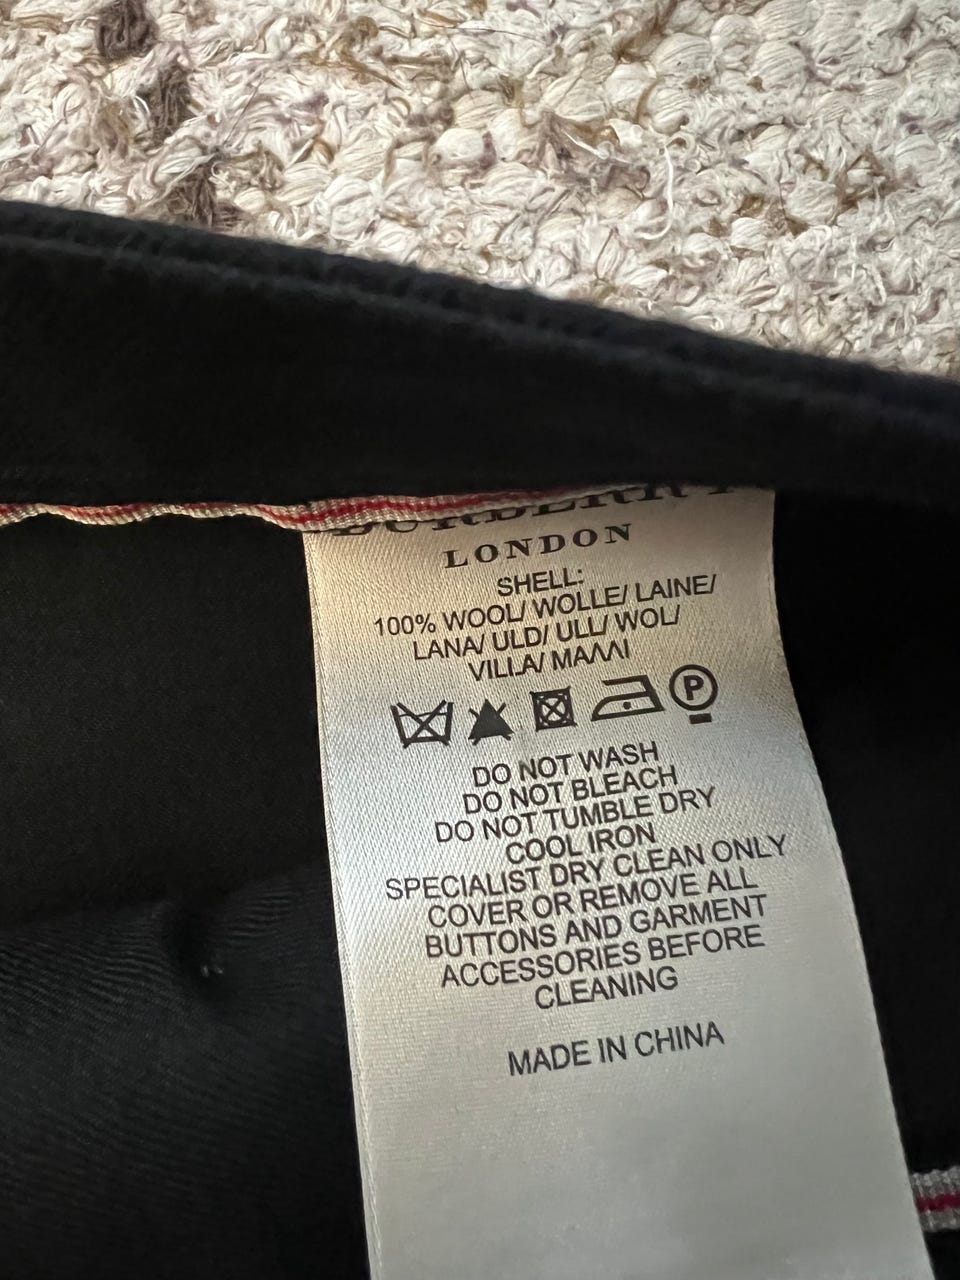 BURBERRY
LONDON
SHELL:
100% WOOL/ WOLLE/ LAINE/
LANA/ ULD/ ULL/ WOL/
VILLA/ ΜΑΛΛΙ
P
DO NOT WASH
DO NOT BLEACH
DO NOT TUMBLE DRY
COOL IRON
SPECIALIST DRY CLEAN ONLY
COVER OR REMOVE ALL
BUTTONS AND GARMENT
ACCESSORIES BEFORE
CLEANING
MADE IN CHINA